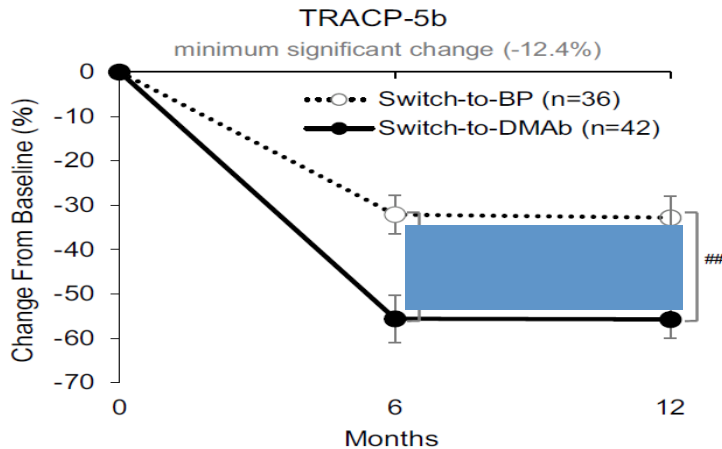 TRACP-5b
minimum significant change (-12.4%)
Switch-to-BP (n=36)
Switch-to-DMAb (n=42)
Change From Baseline (%)
0
-10
-20
-30
-40
-50
-60
-70
##
0 6 12
Months